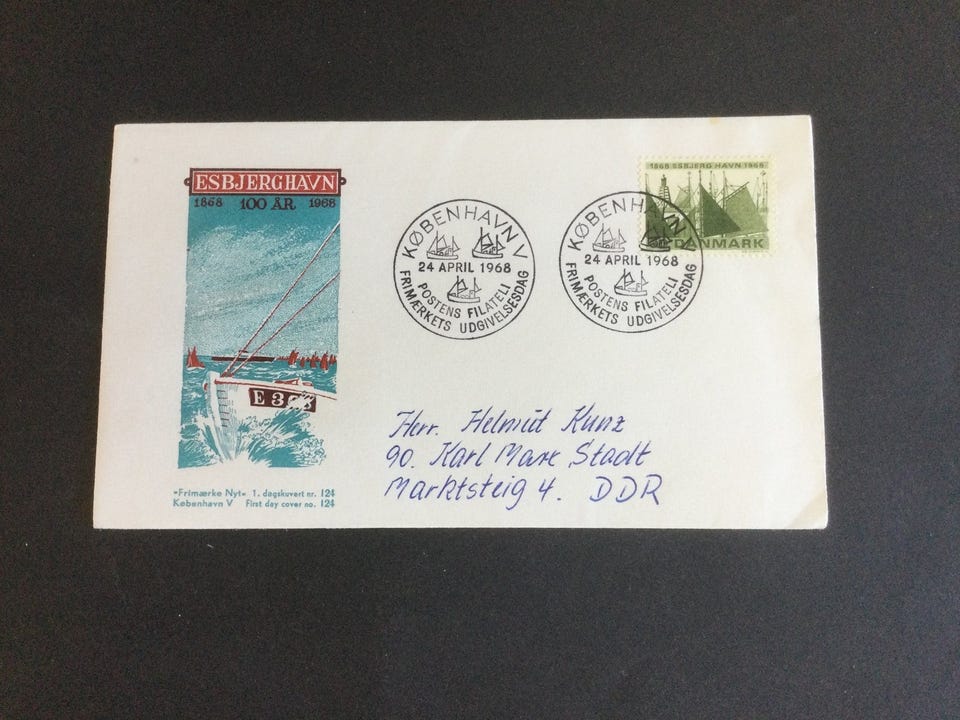 ESBJERG HAVN
1868 100 ÅR 1968
E 3
»Frimærke Nyt« 1. dagskuvert nr. 124
København V First day cover no. 124
KØBENHAVN V
24 APRIL 1968
POSTENS FILATELI
FRIMÆRKETS UDGIVELSESDAG
KØBENHAVN V
24 APRIL 1968
POSTENS FILATELI
FRIMÆRKETS UDGIVELSESDAG
1868 ESBJERG HAVN 1968
DANMARK
Herr. Helmut Kunz
90. Karl Marx Stadt
Marktsteig 4. DDR